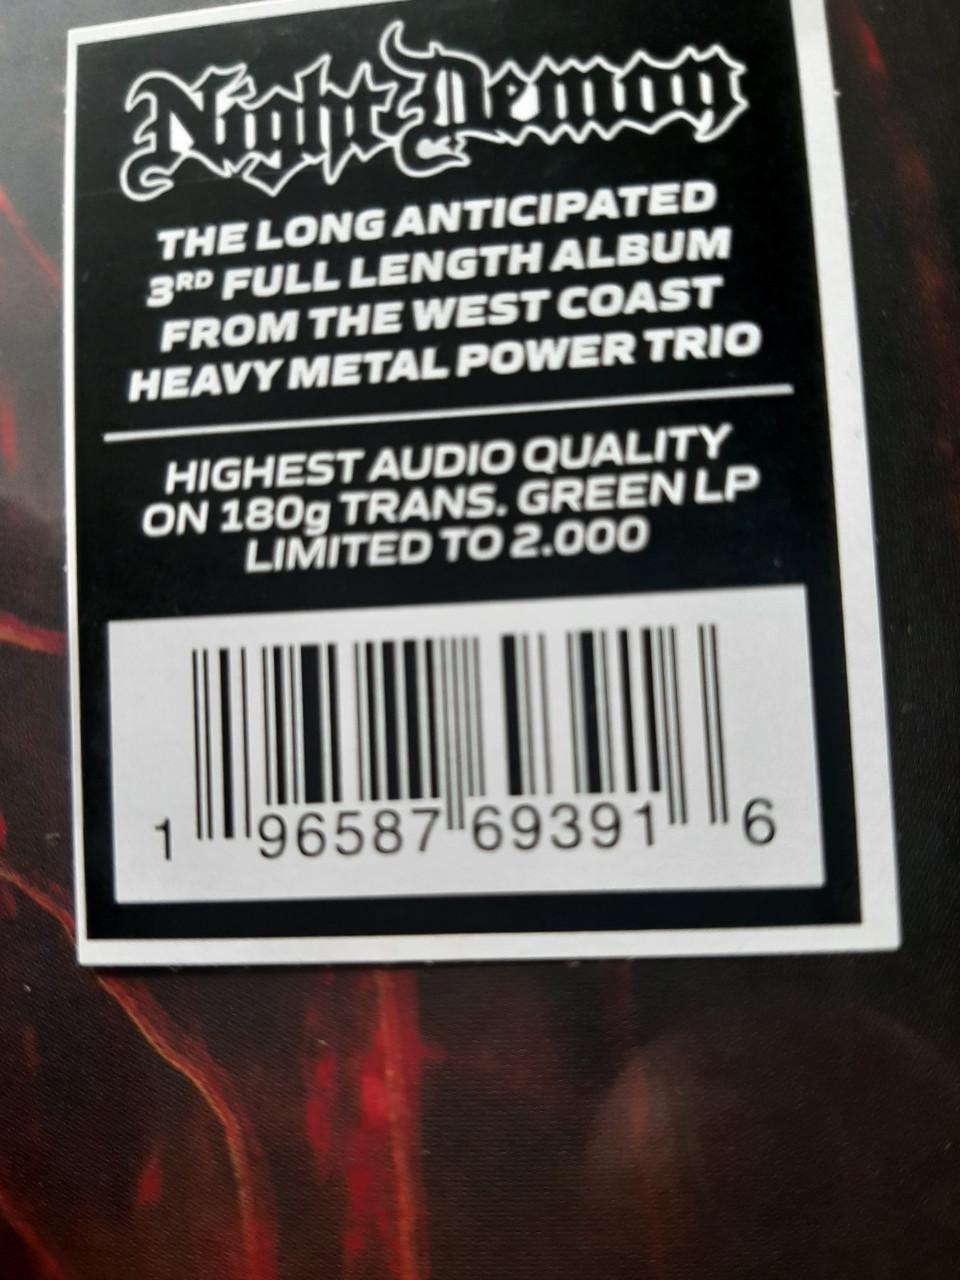 Night Demon
THE LONG ANTICIPATED
3RD FULL LENGTH ALBUM
FROM THE WEST COAST
HEAVY METAL POWER TRIO
HIGHEST AUDIO QUALITY
ON 180g TRANS. GREEN LP
LIMITED TO 2.000
1 96587 69391 6